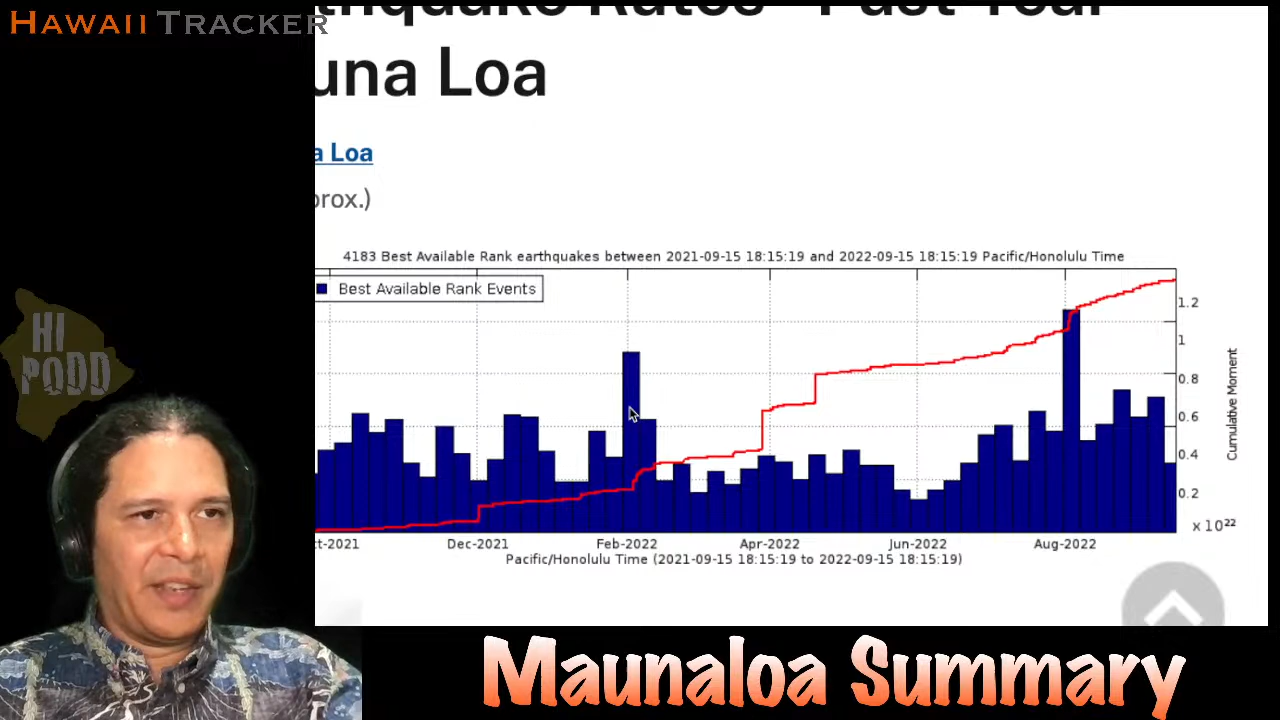 HAWAII TRACKER
una Loa
a Loa
prox.)
4183 Best Available Rank earthquakes between 2021-09-15 18:15:19 and 2022-09-15 18:15:19 Pacific/Honolulu Time
Best Available Rank Events
1.2
1
0.8
0.6
0.4
0.2
x 10²²
Cumulative Moment
ct-2021 Dec-2021 Feb-2022 Apr-2022 Jun-2022 Aug-2022
Pacific/Honolulu Time (2021-09-15 18:15:19 to 2022-09-15 18:15:19)
HI
PODD
Maunaloa Summary